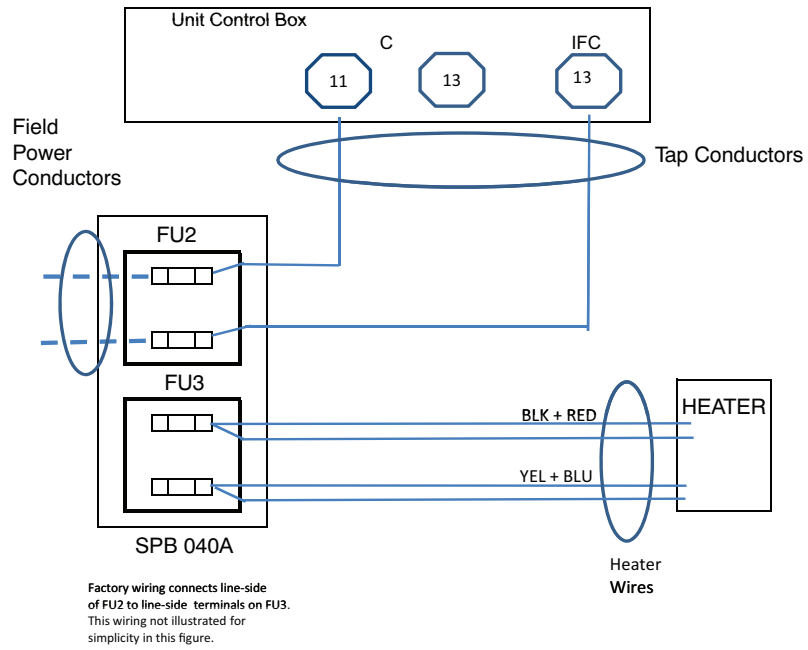 Unit Control Box
C
IFC
11
13
13
Field
Power
Conductors
Tap Conductors
FU2
FU3
BLK + RED
HEATER
YEL + BLU
SPB 040A
Heater
Wires
Factory wiring connects line-side
of FU2 to line-side terminals on FU3.
This wiring not illustrated for
simplicity in this figure.